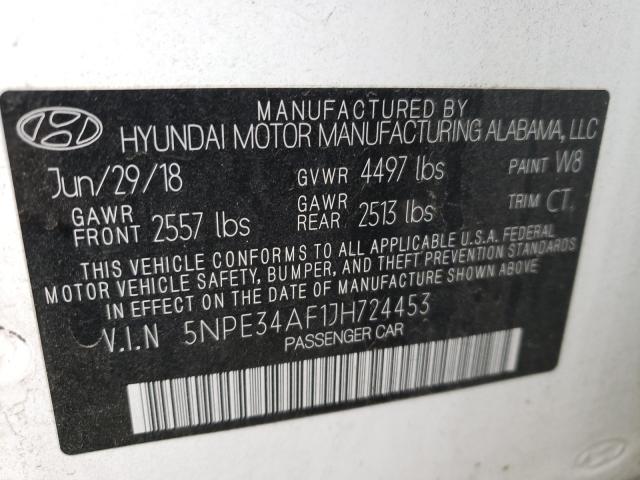 MANUFACTURED BY
HYUNDAI MOTOR MANUFACTURING ALABAMA, LLC
Jun/29/18 GVWR 4497 lbs PAINT W8
GAWR FRONT 2557 lbs GAWR REAR 2513 lbs TRIM CT
THIS VEHICLE CONFORMS TO ALL APPLICABLE U.S.A. FEDERAL
MOTOR VEHICLE SAFETY, BUMPER, AND THEFT PREVENTION STANDARDS
IN EFFECT ON THE DATE OF MANUFACTURE SHOWN ABOVE
V.I.N 5NPE34AF1JH724453
PASSENGER CAR